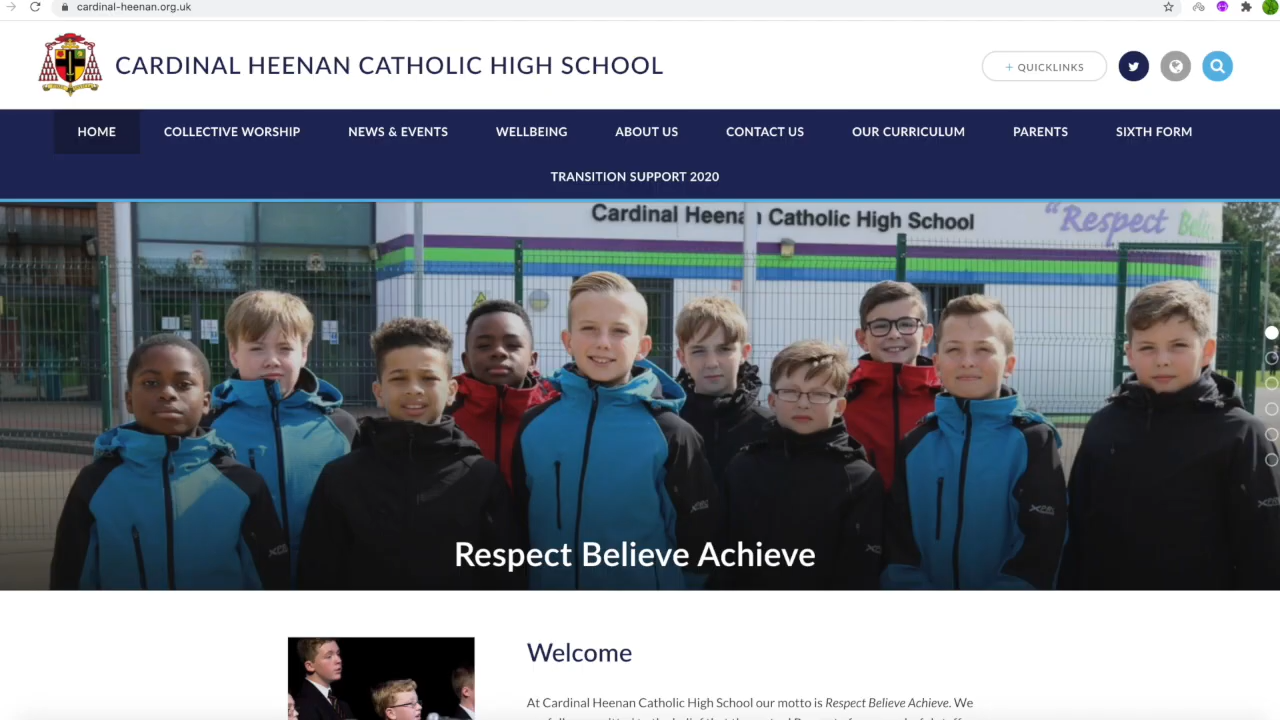 cardinal-heenan.org.uk
CARDINAL HEENAN CATHOLIC HIGH SCHOOL
+ QUICKLINKS
HOME COLLECTIVE WORSHIP NEWS & EVENTS WELLBEING ABOUT US CONTACT US OUR CURRICULUM PARENTS SIXTH FORM
TRANSITION SUPPORT 2020
Cardinal Heenan Catholic High School
"Respect Beli
Respect Believe Achieve
Welcome
At Cardinal Heenan Catholic High School our motto is Respect Believe Achieve. We